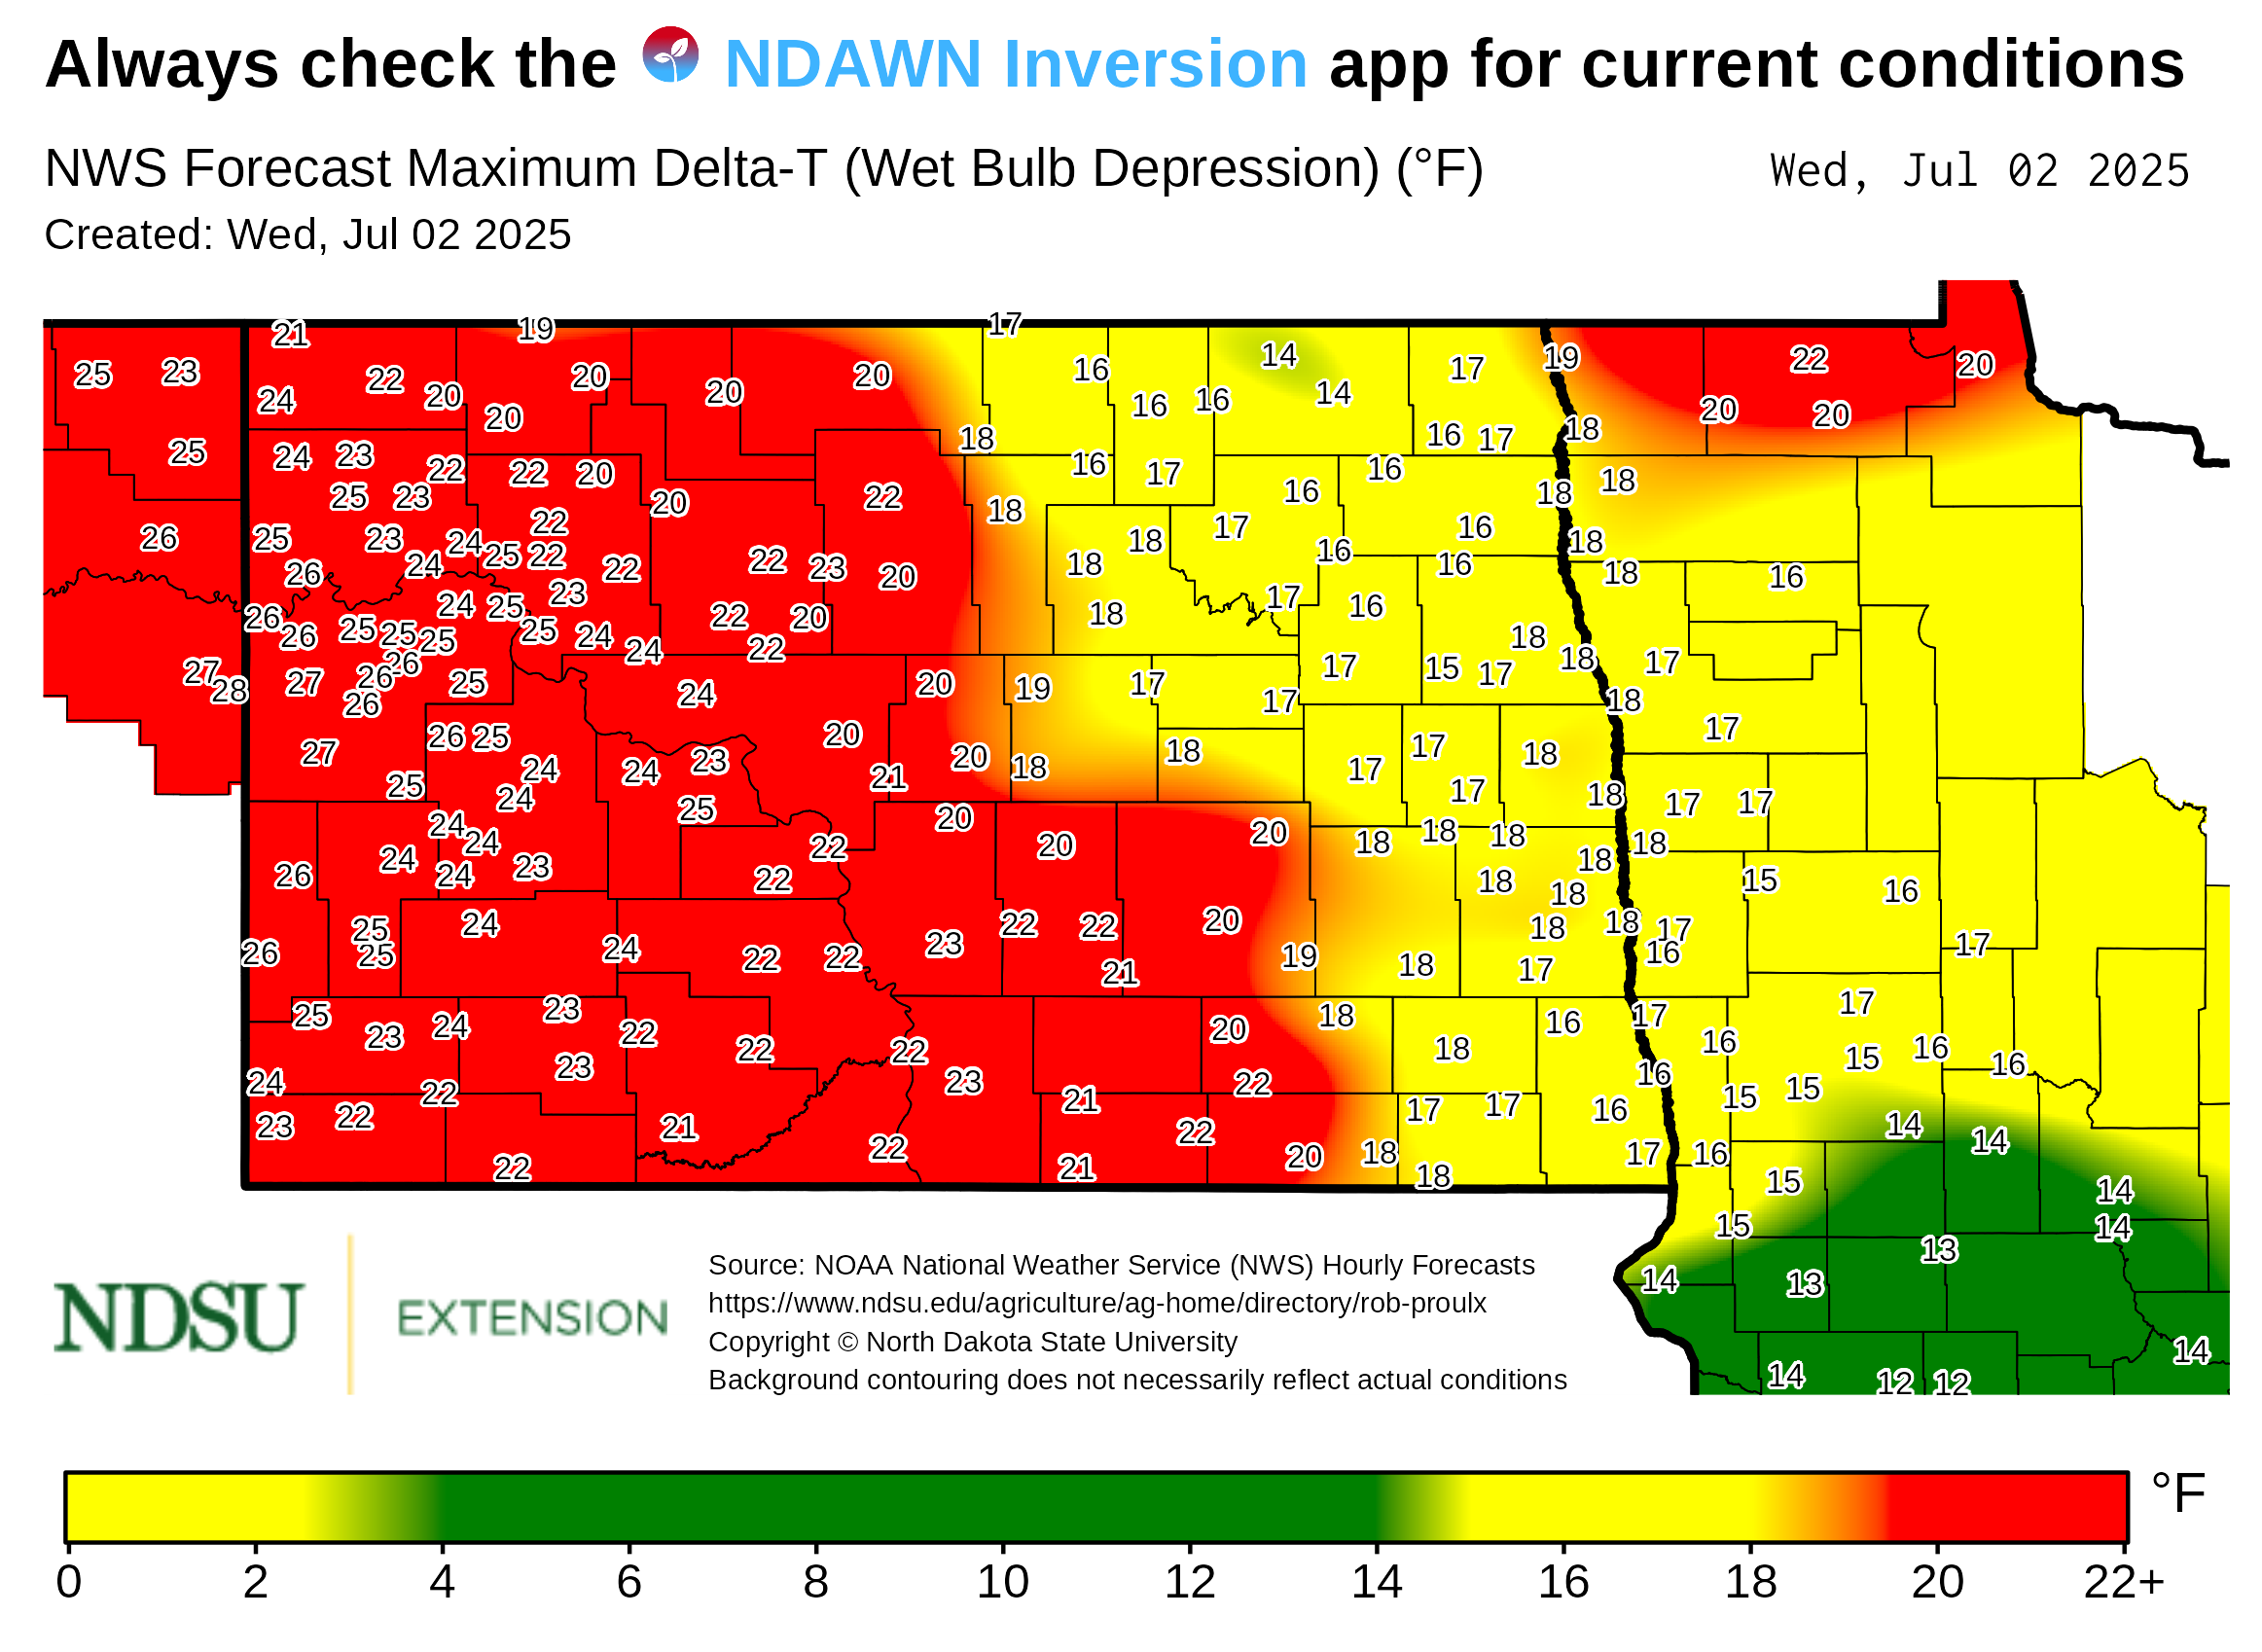 Always check the NDAWN Inversion app for current conditions
NWS Forecast Maximum Delta-T (Wet Bulb Depression) (°F)
Wed, Jul 02 2025
Created: Wed, Jul 02 2025
21 19 17
25 23 22 20 20 20 16 14 17 19 22 20
24 20 20 16 16 14 20 20
25 24 23 22 22 20 18 16 17 16 16 17 18
25 23 20 22 18 16 18 18
26 25 23 24 22 18 17 16 18
26 24 25 22 22 22 23 20 18 16 16 18 16
26 24 25 23 22 20 18 17 16
26 25 25 25 25 24 24 22 18 18 17
27 28 27 26 26 25 24 20 19 17 17 17 15 17 18
26 26 25 20 17 17
27 24 24 23 21 20 18 18 17 18
25 24 25 20 17 18 17 17
24 24 22 20 20 18 18 18 18
26 24 24 23 22 18 18 15 16
25 24 22 22 20 18 18 17
26 25 24 22 22 23 21 19 18 17 16 17
25 23 24 23 22 20 18 16 17 17
24 23 22 22 23 22 18 16 16 15 16 16
23 22 22 21 21 17 17 16 15 15 14
22 21 22 22 21 20 18 18 17 16 15 14 14
15 13 14
14 13
14 12 12 14
NDSU EXTENSION
Source: NOAA National Weather Service (NWS) Hourly Forecasts
https://www.ndsu.edu/agriculture/ag-home/directory/rob-proulx
Copyright © North Dakota State University
Background contouring does not necessarily reflect actual conditions
°F
0 2 4 6 8 10 12 14 16 18 20 22+